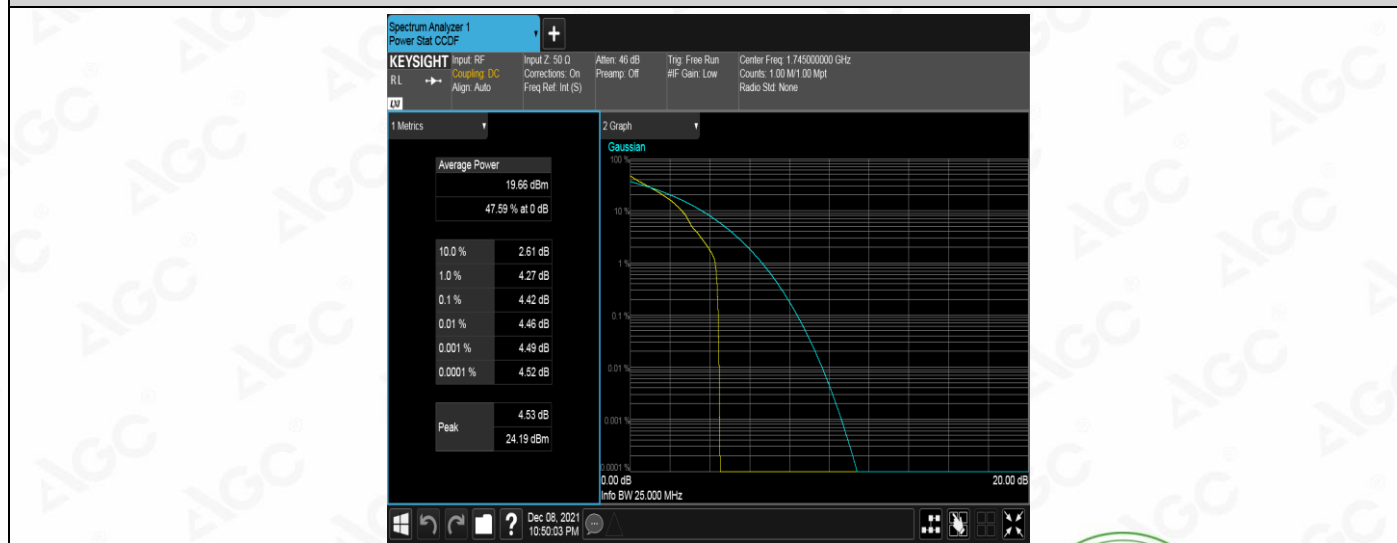 Spectrum Analyzer 1
Power Stat CCDF
KEYSIGHT
RL
LXI
Input: RF
Coupling: DC
Align: Auto
Input Z: 50 Ω
Corrections: On
Freq Ref: Int (S)
Atten: 46 dB
Preamp: Off
Trig: Free Run
#IF Gain: Low
Center Freq: 1.745000000 GHz
Counts: 1.00 M/1.00 Mpt
Radio Std: None
1 Metrics
Average Power
19.66 dBm
47.59 % at 0 dB
10.0 % 2.61 dB
1.0 % 4.27 dB
0.1 % 4.42 dB
0.01 % 4.46 dB
0.001 % 4.49 dB
0.0001 % 4.52 dB
Peak
4.53 dB
24.19 dBm
2 Graph
Gaussian
100 %
10 %
1 %
0.1 %
0.01 %
0.001 %
0.0001 %
0.00 dB 20.00 dB
Info BW 25.000 MHz
Dec 08, 2021
10:50:03 PM
AGC